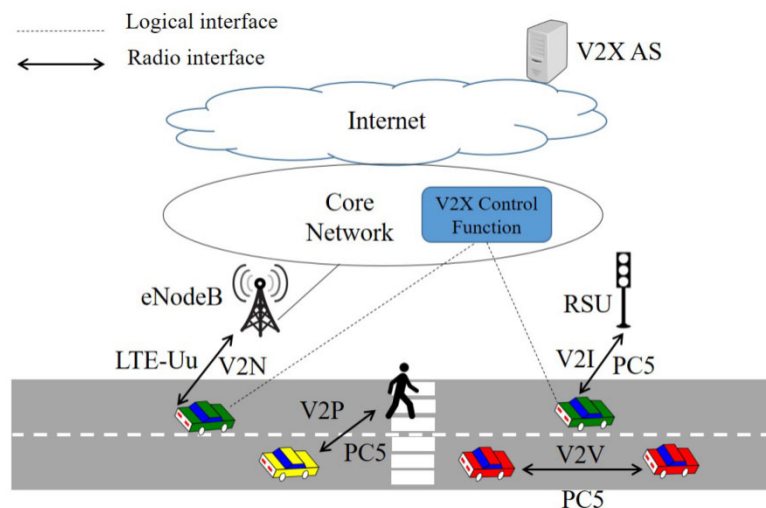 Logical interface
Radio interface
V2X AS
Internet
Core
Network
V2X Control
Function
eNodeB
RSU
LTE-Uu
V2N
V2I
PC5
V2P
PC5
V2V
PC5